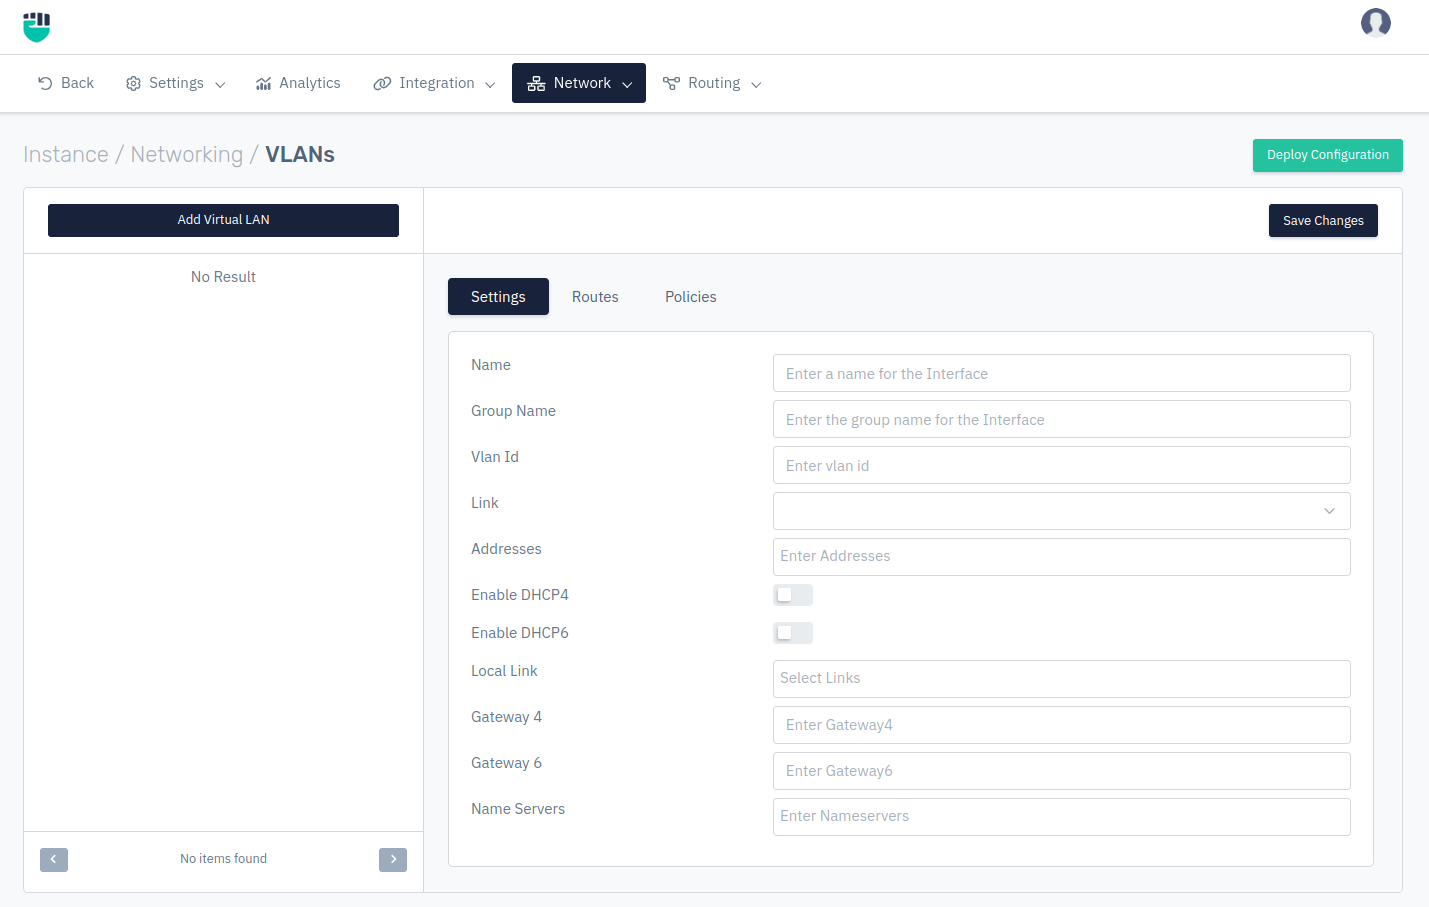 Back Settings Analytics Integration Network Routing
Instance / Networking / VLANs
Deploy Configuration
Add Virtual LAN
Save Changes
No Result
Settings Routes Policies
Name Enter a name for the Interface
Group Name Enter the group name for the Interface
Vlan Id Enter vlan id
Link
Addresses Enter Addresses
Enable DHCP4
Enable DHCP6
Local Link Select Links
Gateway 4 Enter Gateway4
Gateway 6 Enter Gateway6
Name Servers Enter Nameservers
No items found